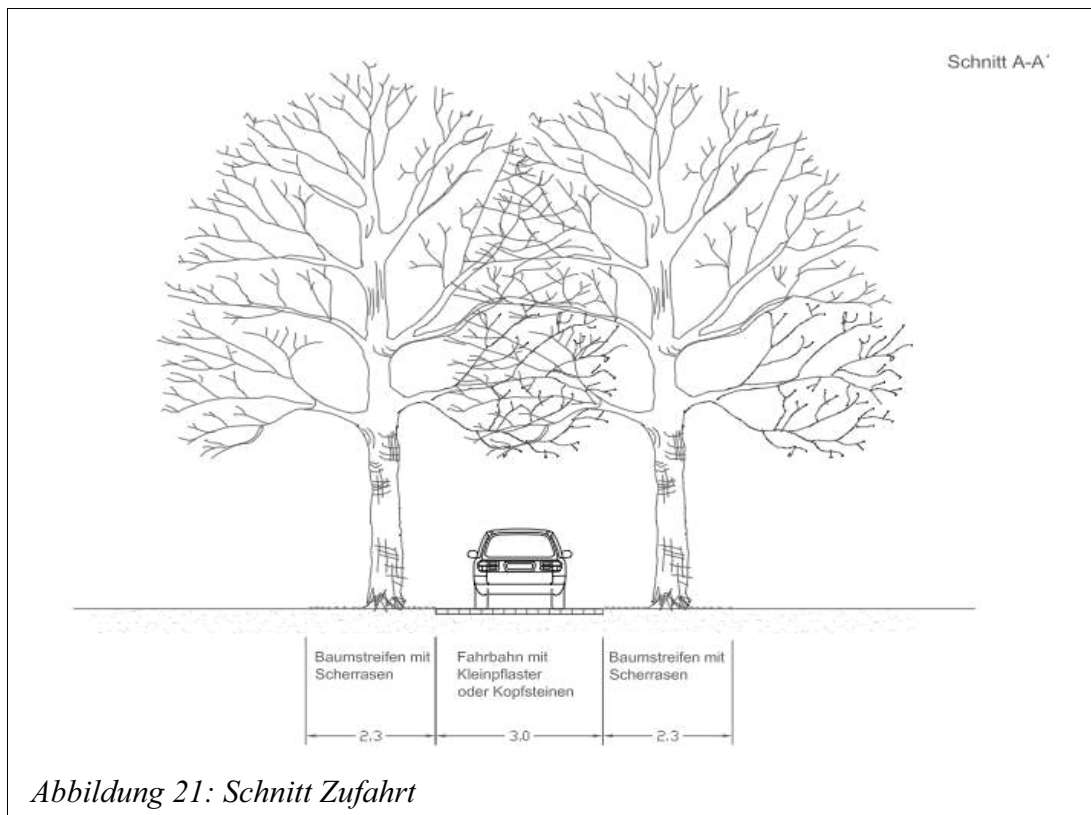 Schnitt A-A'
Baumstreifen mit
Scherrasen
Fahrbahn mit
Kleinpflaster
oder Kopfsteinen
Baumstreifen mit
Scherrasen
2.3
3.0
2.3
Abbildung 21: Schnitt Zufahrt